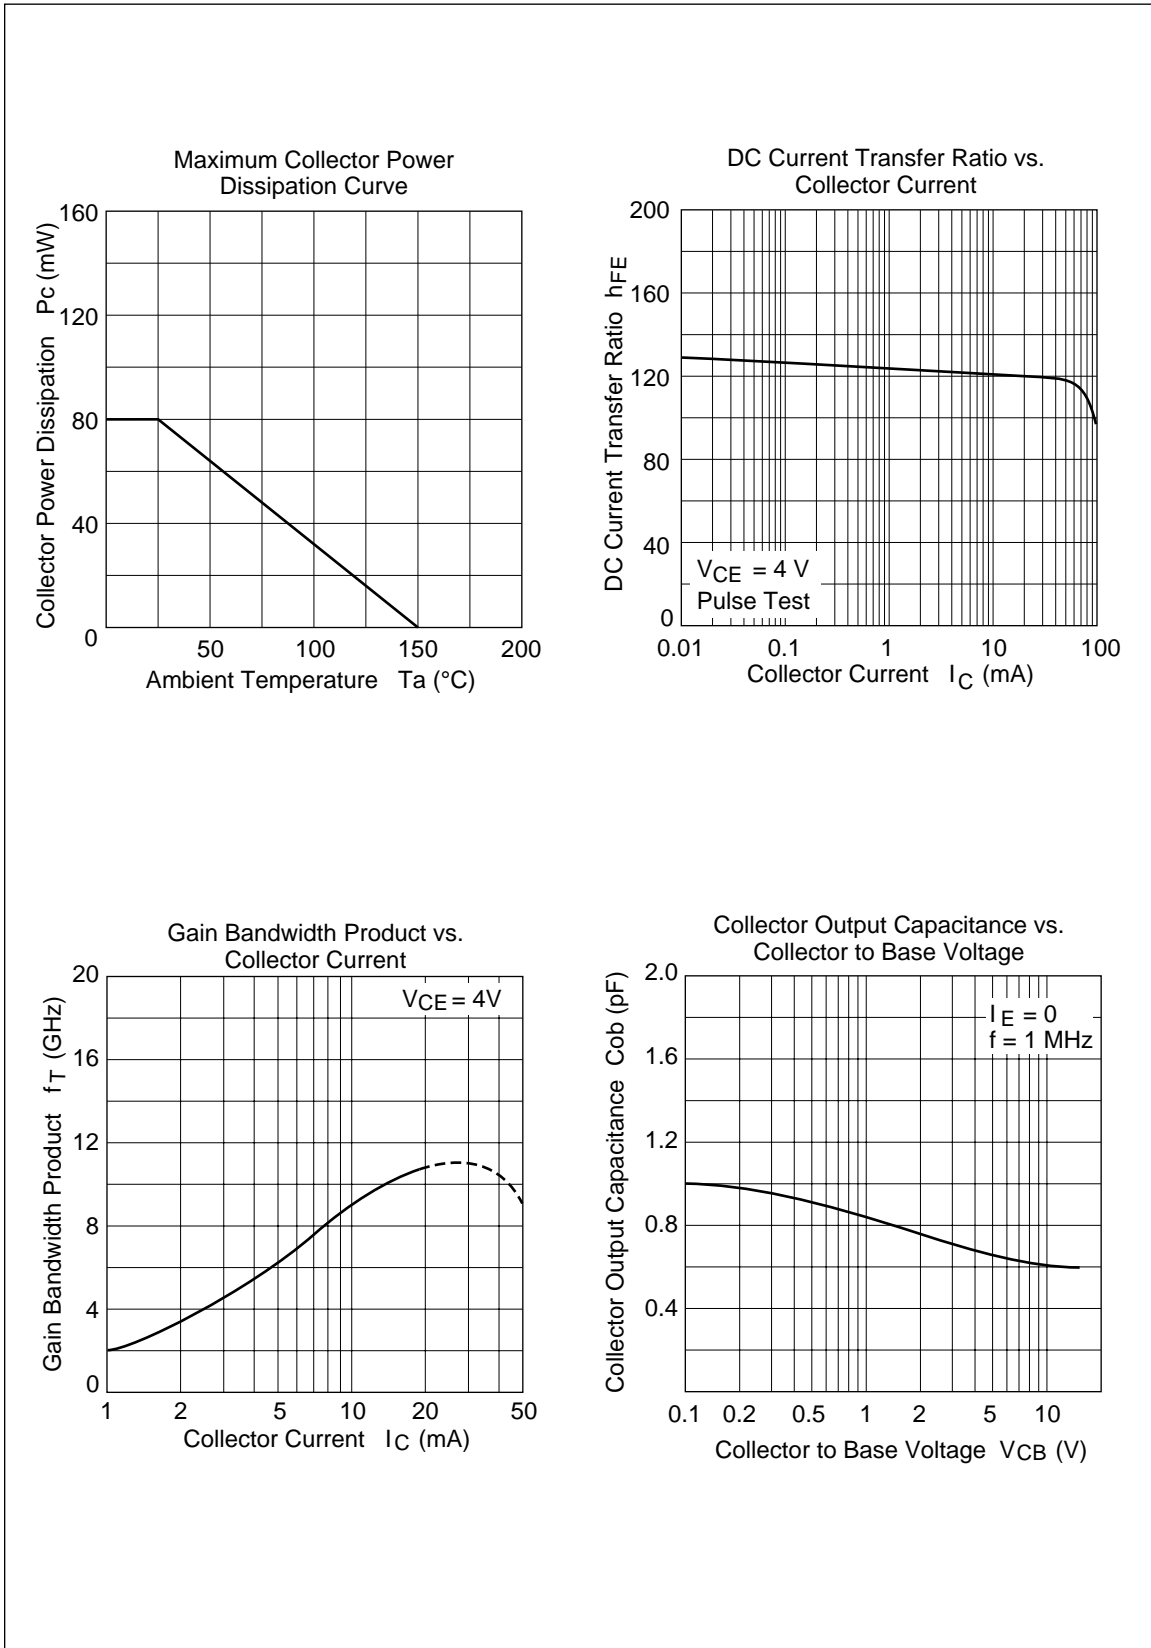 Maximum Collector Power
Dissipation Curve
160
120
80
40
0
50 100 150 200
Collector Power Dissipation Pc (mW)
Ambient Temperature Ta (°C)
DC Current Transfer Ratio vs.
Collector Current
200
160
120
80
40
0
VCE = 4 V
Pulse Test
0.01 0.1 1 10 100
DC Current Transfer Ratio hFE
Collector Current IC (mA)
Gain Bandwidth Product vs.
Collector Current
20
16
12
8
4
0
VCE = 4V
1 2 5 10 20 50
Gain Bandwidth Product fT (GHz)
Collector Current IC (mA)
Collector Output Capacitance vs.
Collector to Base Voltage
2.0
1.6
1.2
0.8
0.4
IE = 0
f = 1 MHz
0.1 0.2 0.5 1 2 5 10
Collector Output Capacitance Cob (pF)
Collector to Base Voltage VCB (V)